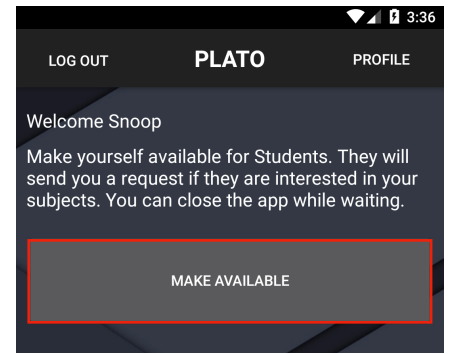 3:36
LOG OUT PLATO PROFILE
Welcome Snoop
Make yourself available for Students. They will
send you a request if they are interested in your
subjects. You can close the app while waiting.
MAKE AVAILABLE